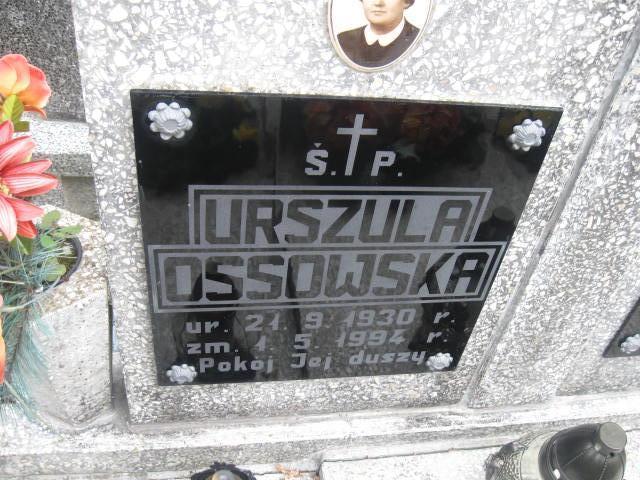 Ś. P.
URSZULA
OSSOWSKA
ur. 21. 9. 1930 r.
zm. 1. 5. 1994 r.
Pokój Jej duszy